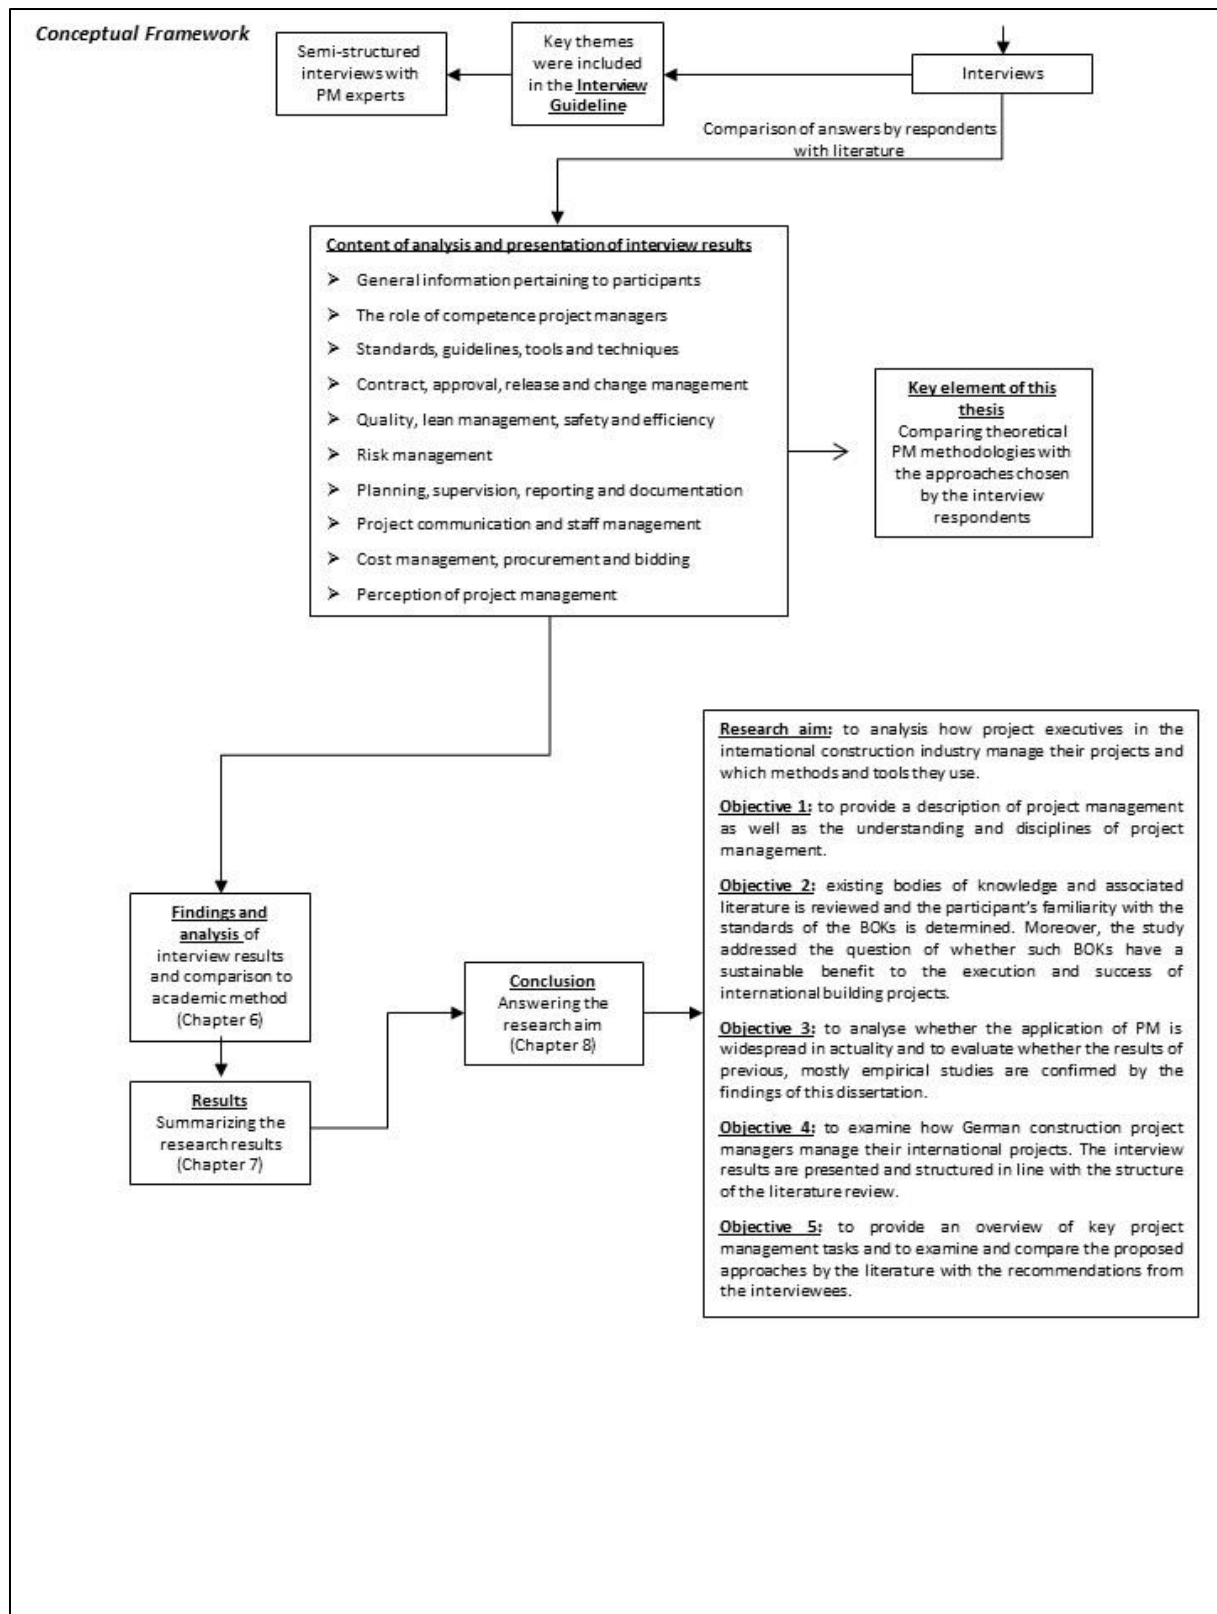 Conceptual Framework
Semi-structured
interviews with
PM experts
Key themes
were included
in the Interview
Guideline
Interviews
Comparison of answers by respondents
with literature
Content of analysis and presentation of interview results
➢ General information pertaining to participants
➢ The role of competence project managers
➢ Standards, guidelines, tools and techniques
➢ Contract, approval, release and change management
➢ Quality, lean management, safety and efficiency
➢ Risk management
➢ Planning, supervision, reporting and documentation
➢ Project communication and staff management
➢ Cost management, procurement and bidding
➢ Perception of project management
Key element of this
thesis
Comparing theoretical
PM methodologies with
the approaches chosen
by the interview
respondents
Findings and
analysis of
interview results
and comparison to
academic method
(Chapter 6)
Results
Summarizing the
research results
(Chapter 7)
Conclusion
Answering the
research aim
(Chapter 8)
Research aim: to analysis how project executives in the
international construction industry manage their projects and
which methods and tools they use.
Objective 1: to provide a description of project management
as well as the understanding and disciplines of project
management.
Objective 2: existing bodies of knowledge and associated
literature is reviewed and the participant's familiarity with the
standards of the BOKs is determined. Moreover, the study
addressed the question of whether such BOKs have a
sustainable benefit to the execution and success of
international building projects.
Objective 3: to analyse whether the application of PM is
widespread in actuality and to evaluate whether the results of
previous, mostly empirical studies are confirmed by the
findings of this dissertation.
Objective 4: to examine how German construction project
managers manage their international projects. The interview
results are presented and structured in line with the structure
of the literature review.
Objective 5: to provide an overview of key project
management tasks and to examine and compare the proposed
approaches by the literature with the recommendations from
the interviewees.